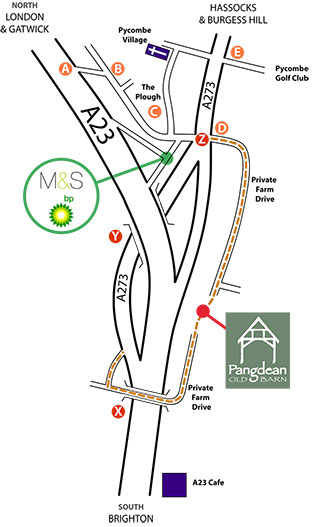 NORTH
LONDON
& GATWICK
HASSOCKS
& BURGESS HILL
Pycombe
Village
E
A
B
Pycombe
Golf Club
The
Plough
A23
C
A273
D
Z
M&S
bp
Private
Farm
Drive
Y
A273
Pangdean
OLD BARN
Private
Farm
Drive
X
A23 Cafe
SOUTH
BRIGHTON